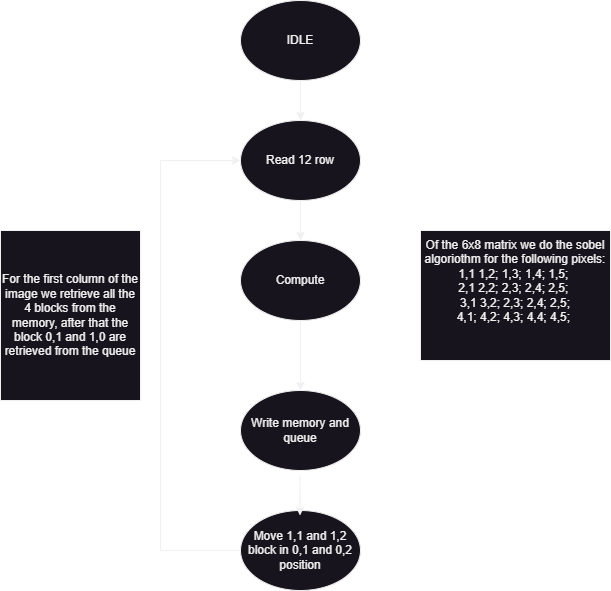 IDLE
Read 12 row
Of the 6x8 matrix we do the sobel
algoriothm for the following pixels:
1,1 1,2; 1,3; 1,4; 1,5;
2,1 2,2; 2,3; 2,4; 2,5;
3,1 3,2; 2,3; 2,4; 2,5;
4,1; 4,2; 4,3; 4,4; 4,5;
For the first column of the
image we retrieve all the
4 blocks from the
memory, after that the
block 0,1 and 1,0 are
retrieved from the queue
Compute
Write memory and
queue
Move 1,1 and 1,2
block in 0,1 and 0,2
position